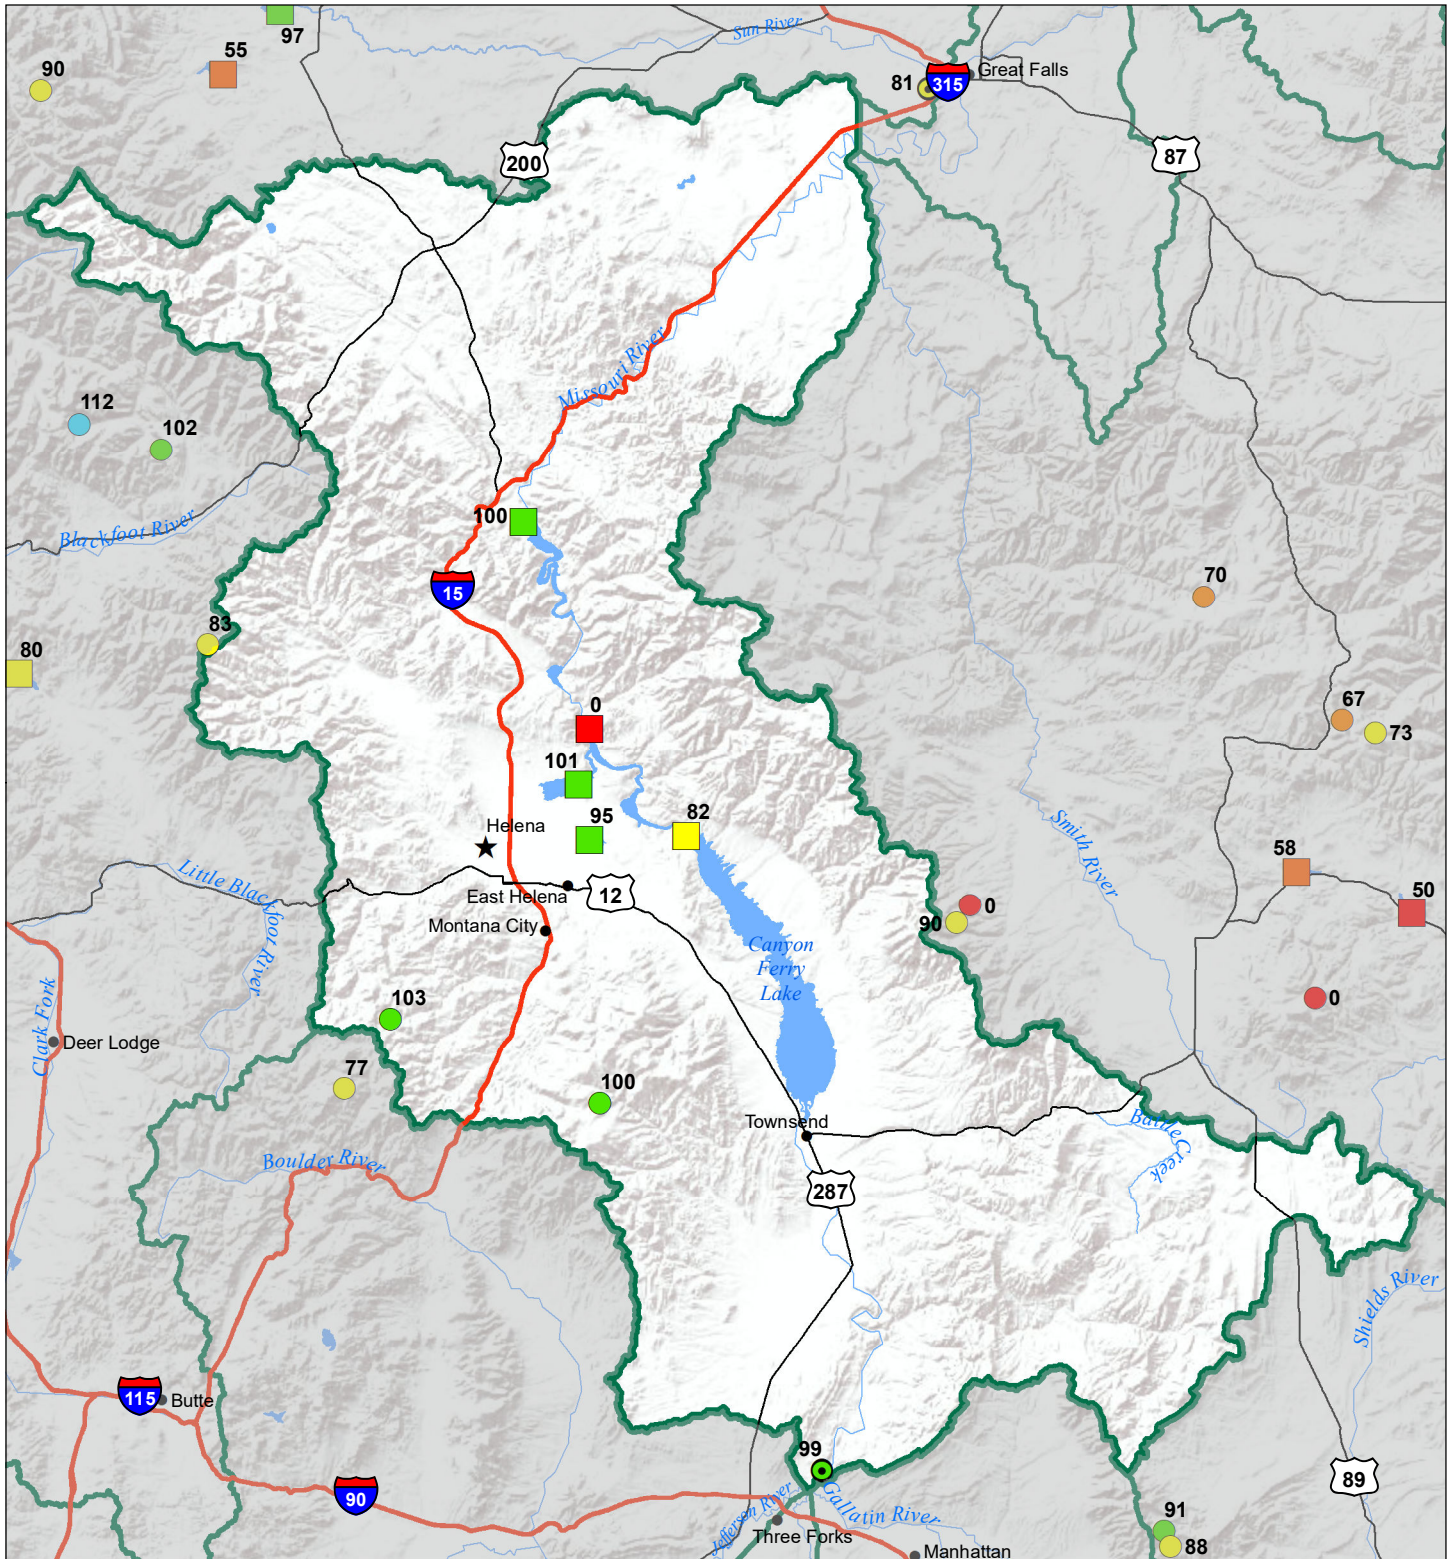 97
55
90
Sun River
Great Falls
81
315
87
200
Missouri River
112
102
Blackfoot River
100
15
70
83
80
0
67
73
101
95
82
Helena
Smith River
58
50
Little Blackfoot River
East Helena
12
Montana City
90
0
Canyon
Ferry
Lake
0
Clark Fork
103
Deer Lodge
77
100
Townsend
Battle Creek
Boulder River
287
Shields River
115
Butte
99
90
Jefferson River
Gallatin River
89
Three Forks
91
88
Manhattan